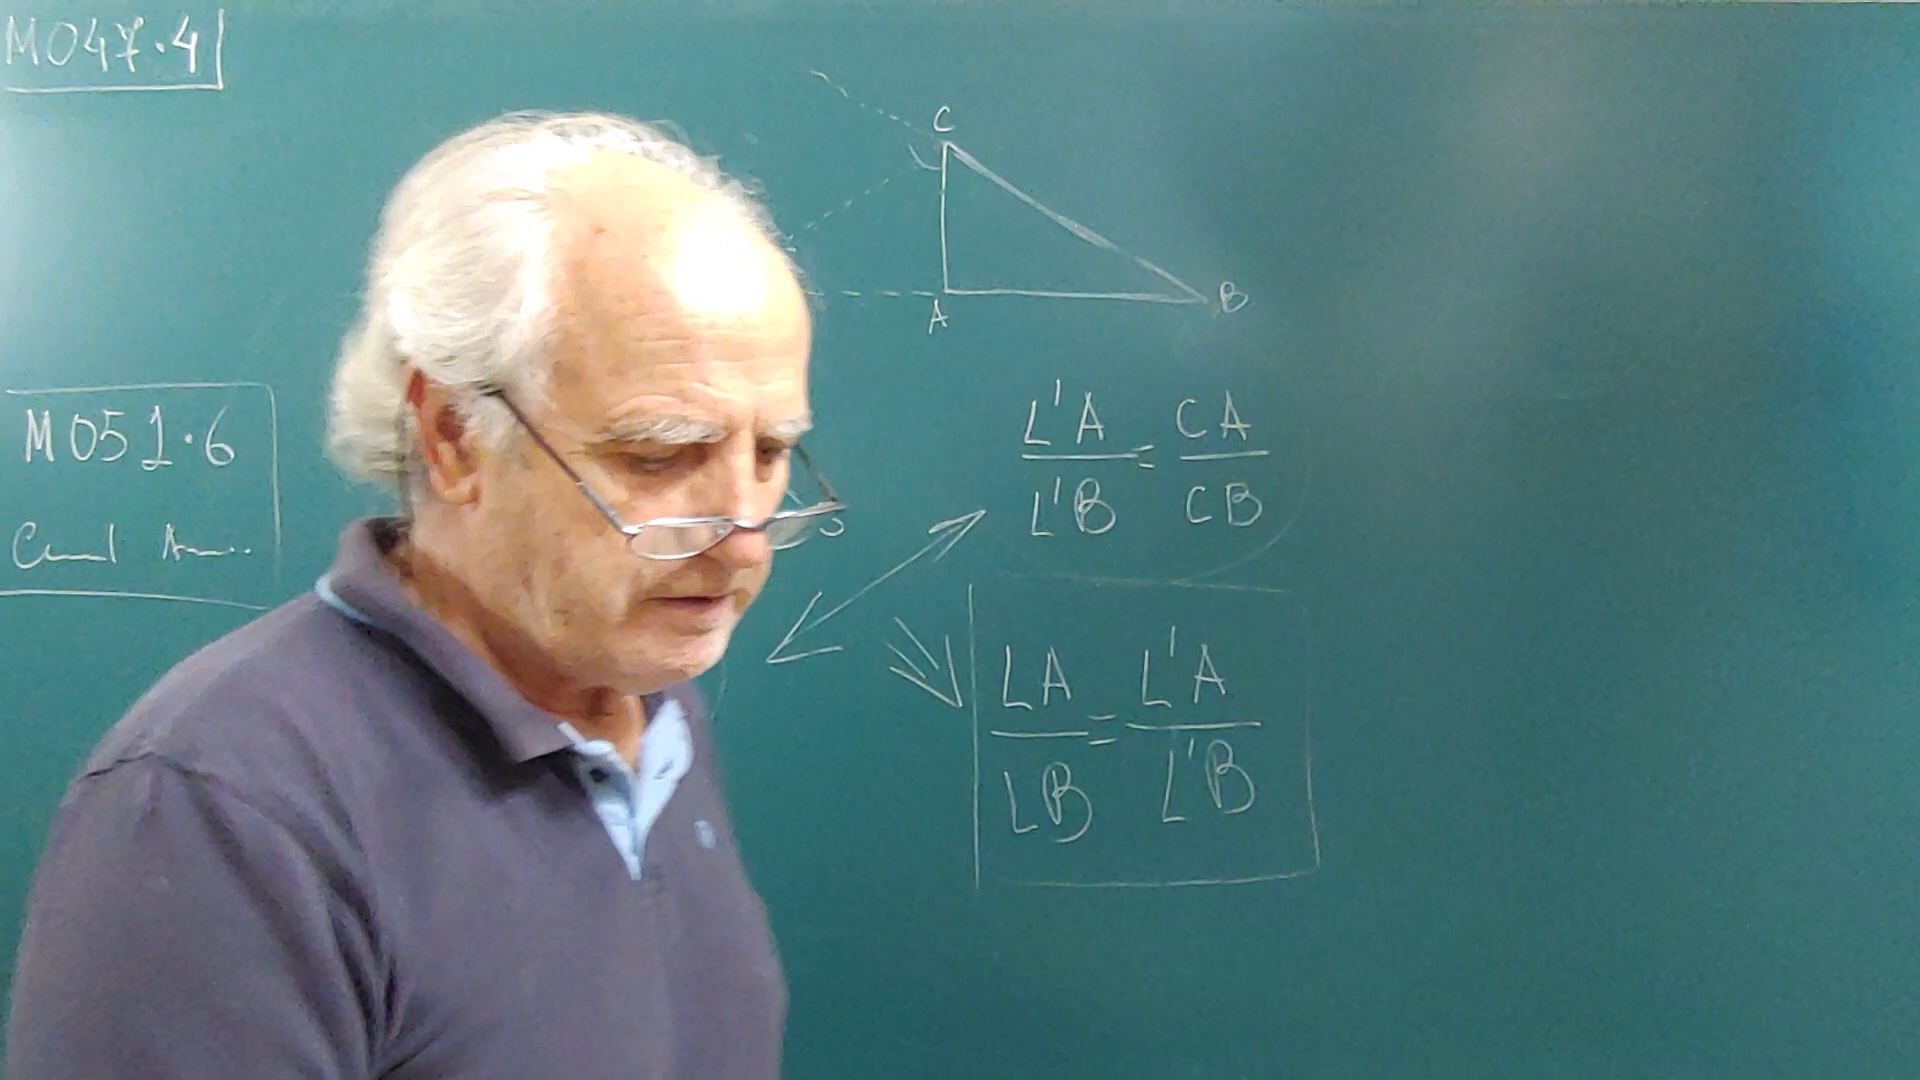 M047.4
C
A
B
L'A = CA
L'B CB
M051.6
LA = L'A
LB L'B